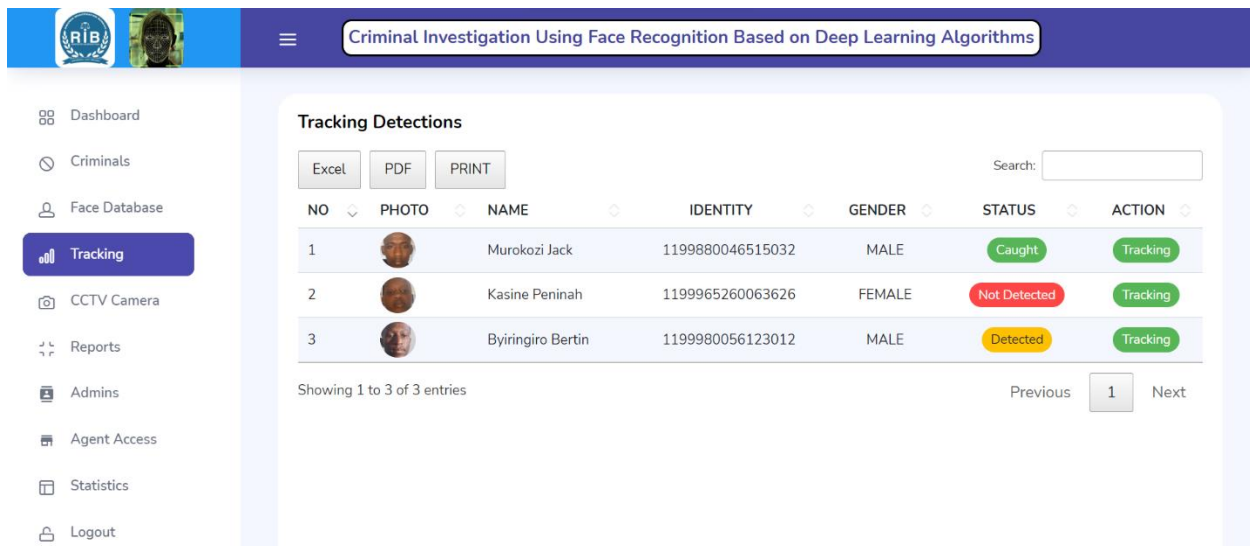 RIB
Criminal Investigation Using Face Recognition Based on Deep Learning Algorithms
Dashboard
Criminals
Face Database
Tracking
CCTV Camera
Reports
Admins
Agent Access
Statistics
Logout
Tracking Detections
Excel PDF PRINT Search:
NO PHOTO NAME IDENTITY GENDER STATUS ACTION
1 Murokozi Jack 1199880046515032 MALE Caught Tracking
2 Kasine Peninah 1199965260063626 FEMALE Not Detected Tracking
3 Byiringiro Bertin 1199980056123012 MALE Detected Tracking
Showing 1 to 3 of 3 entries Previous 1 Next